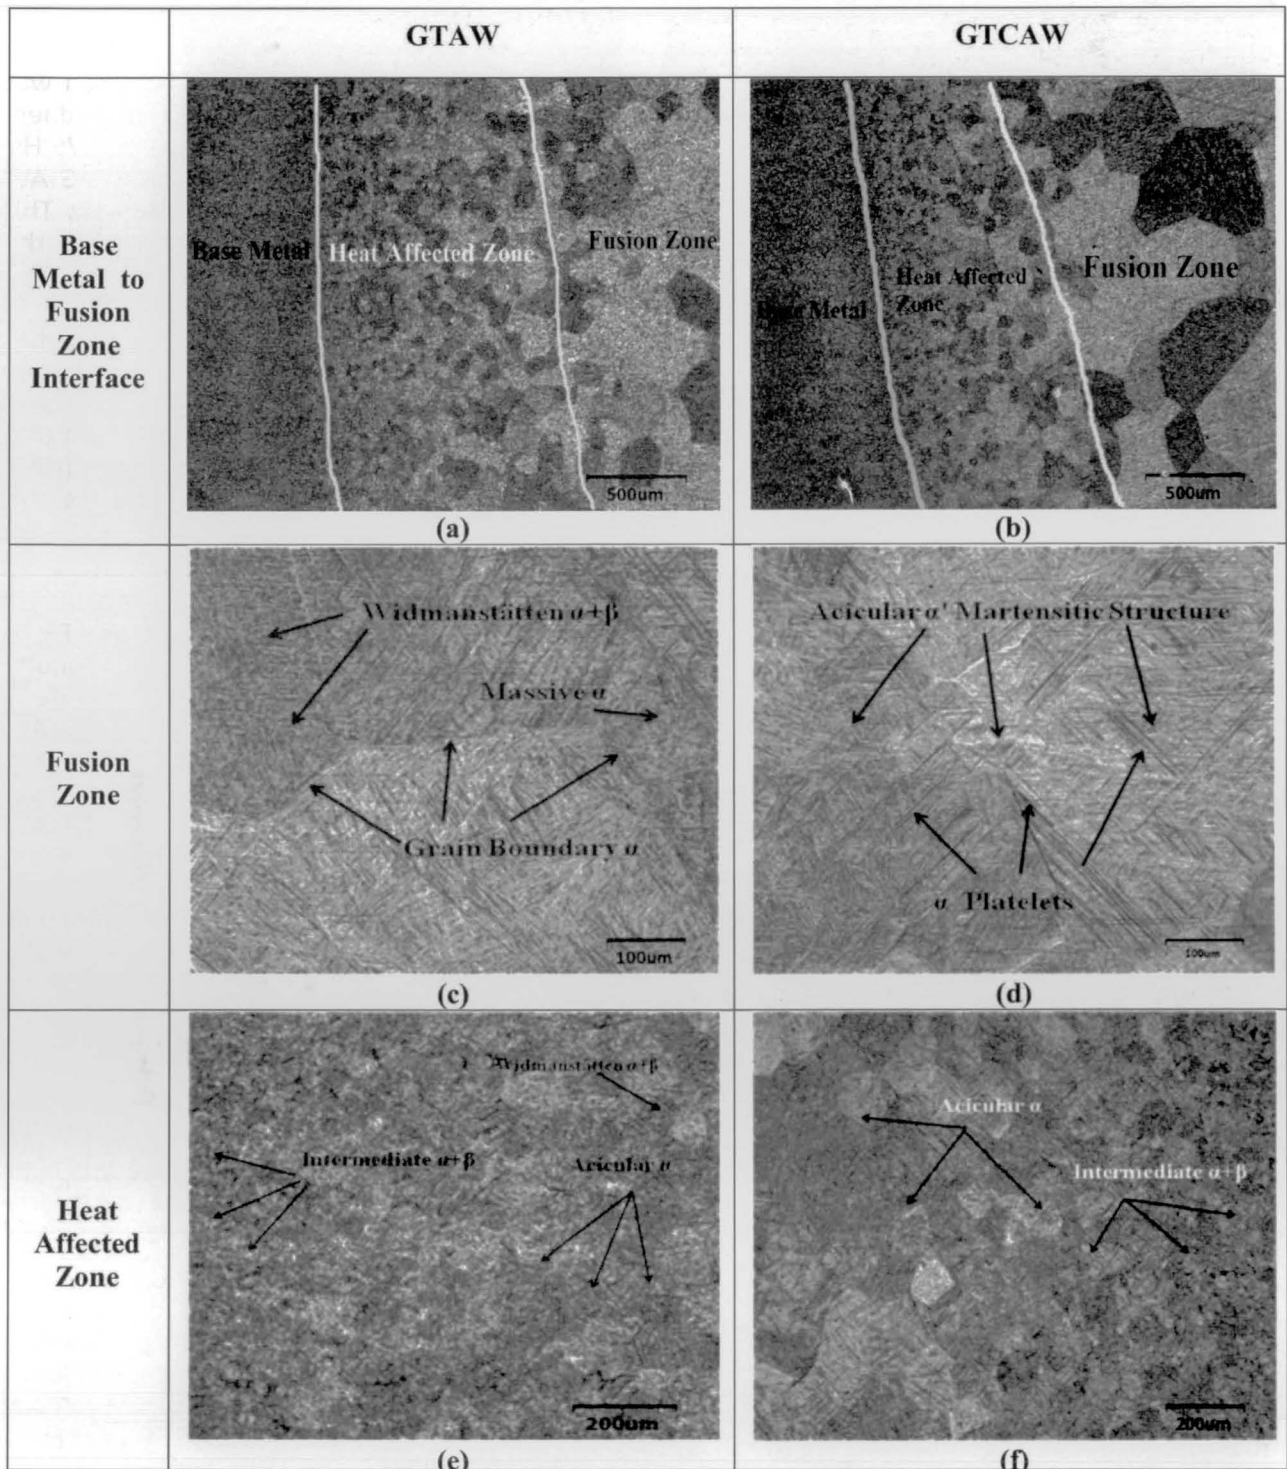 GTAW
GTCAW
Base
Metal to
Fusion
Zone
Interface
Base Metal
Heat Affected Zone
Fusion Zone
500um
(a)
Base Metal
Heat Affected
Zone
Fusion Zone
500um
(b)
Fusion
Zone
Widmanstätten α+β
Massive α
Grain Boundary α
100um
(c)
Acicular α' Martensitic Structure
α Platelets
100um
(d)
Heat
Affected
Zone
Widmanstätten α+β
Intermediate α+β
Acicular α
200um
(e)
Acicular α
Intermediate α+β
200um
(f)